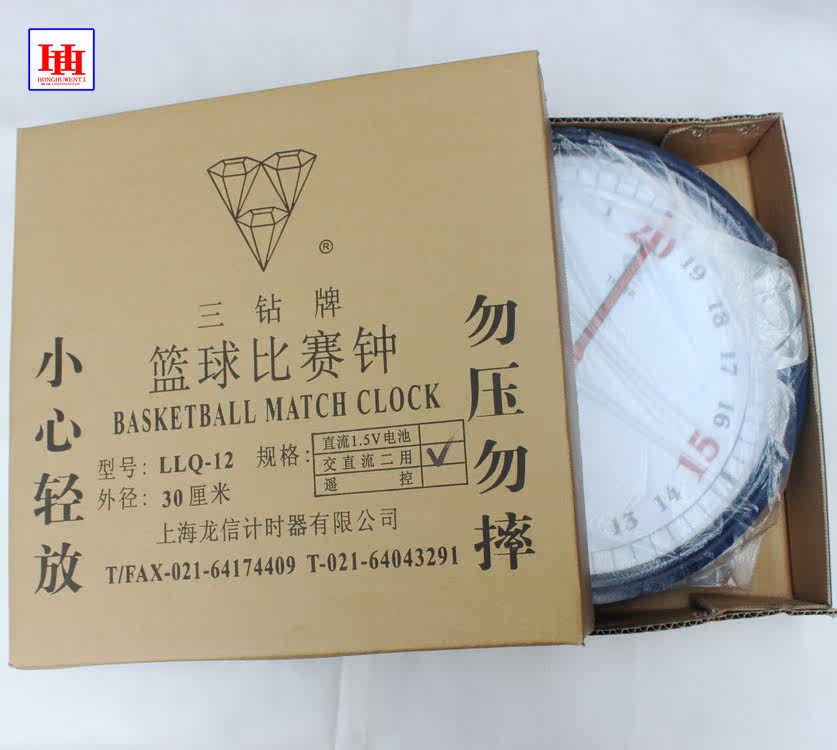 HH
HONGHUWENTI
®
三钻牌
篮球比赛钟
BASKETBALL MATCH CLOCK
型号: LLQ-12
外径: 30厘米
规格:
直流1.5V电池
交直流二用 ✓
遥控
上海龙信计时器有限公司
T/FAX-021-64174409 T-021-64043291
小心轻放
勿压勿摔
1
20
19
18
17
16
15
14
13